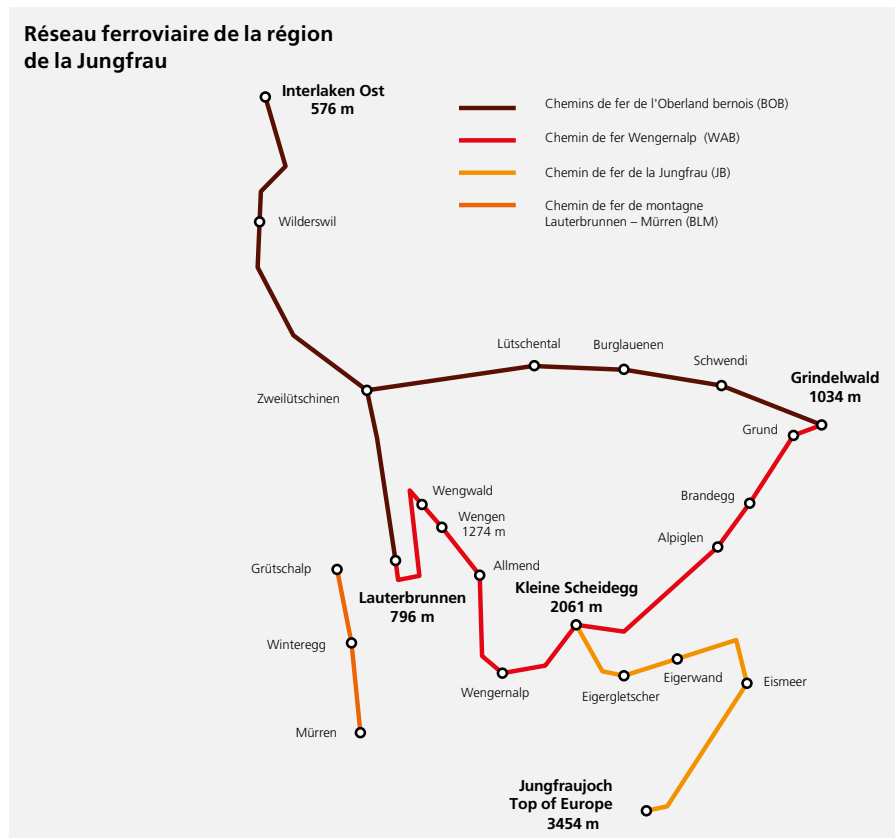 Réseau ferroviaire de la région
de la Jungfrau
Interlaken Ost
576 m
Chemins de fer de l'Oberland bernois (BOB)
Chemin de fer Wengernalp (WAB)
Chemin de fer de la Jungfrau (JB)
Chemin de fer de montagne
Lauterbrunnen – Mürren (BLM)
Wilderswil
Lütschental
Burglauenen
Schwendi
Grindelwald
1034 m
Zweilütschinen
Grund
Wengwald
Brandegg
Wengen
1274 m
Alpiglen
Grütschalp
Allmend
Kleine Scheidegg
2061 m
Lauterbrunnen
796 m
Winteregg
Wengernalp
Eigergletscher
Eigerwand
Eismeer
Mürren
Jungfraujoch
Top of Europe
3454 m